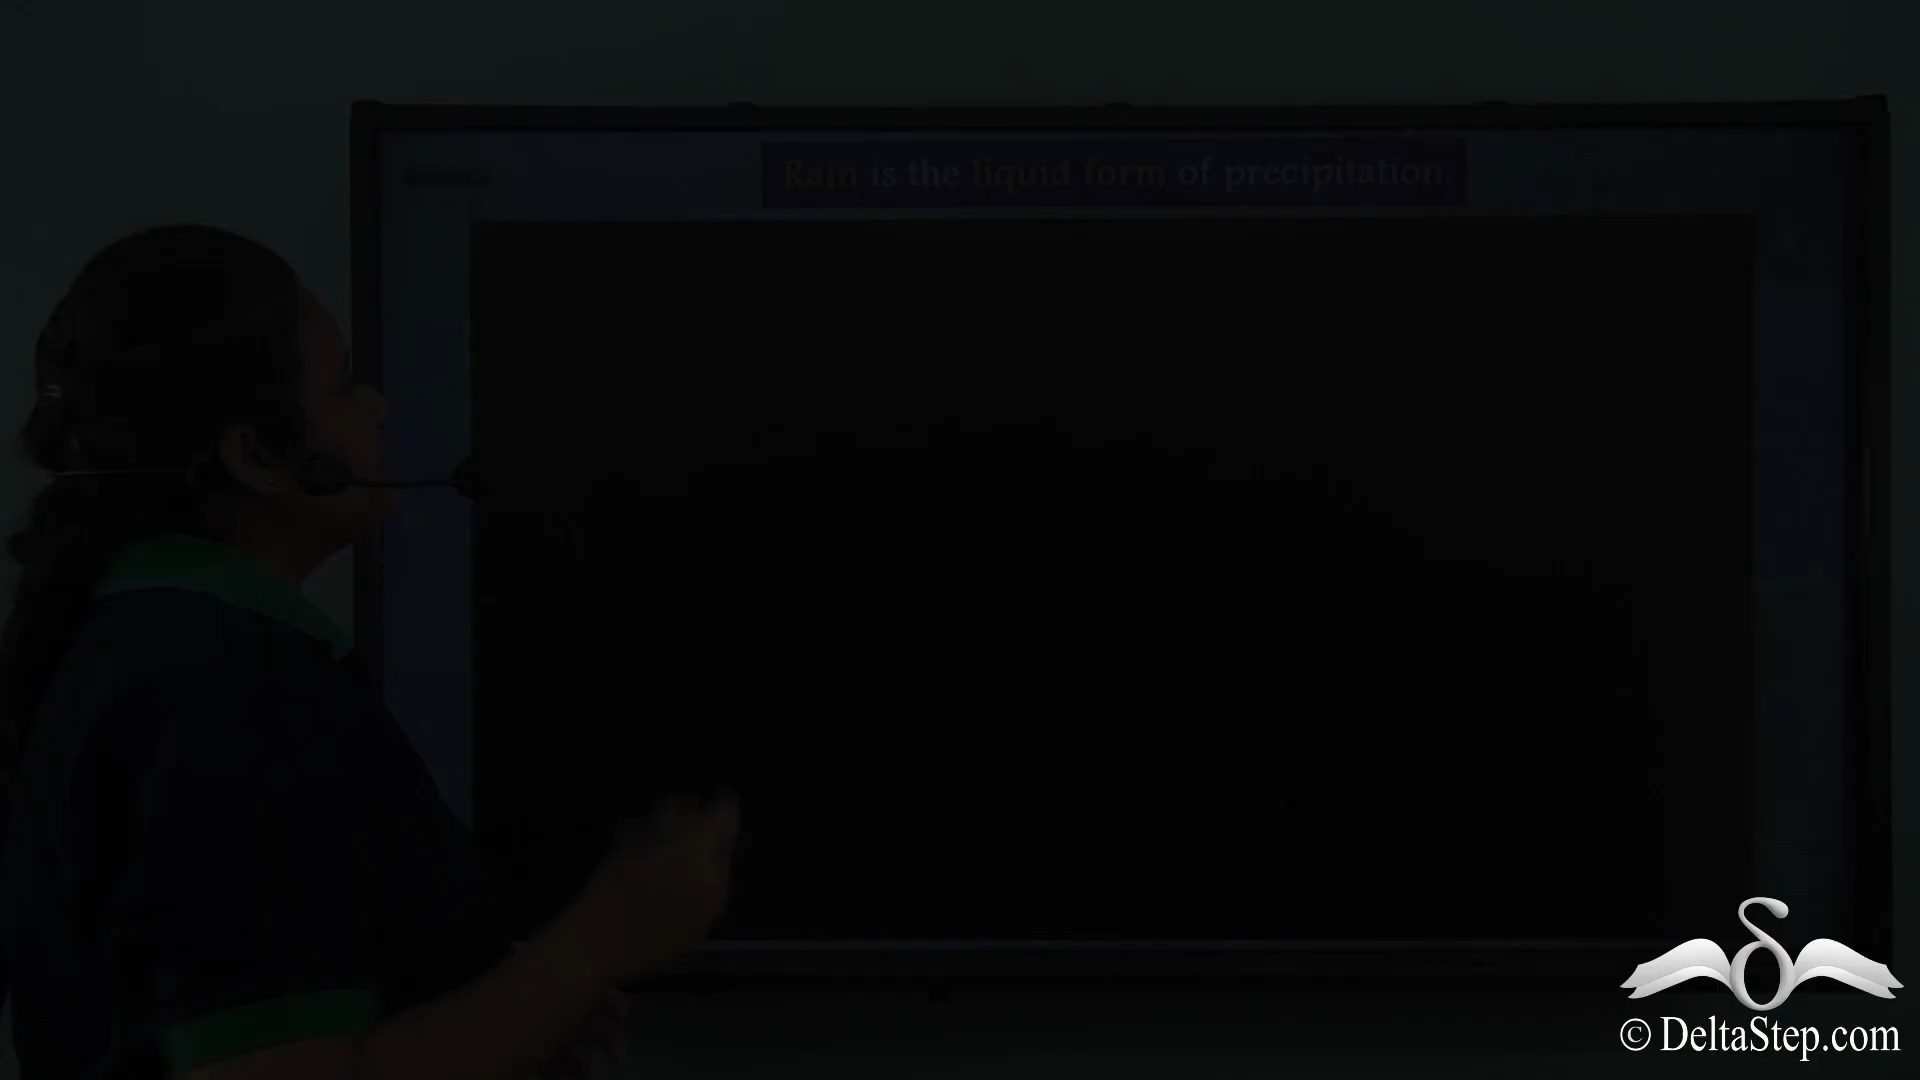 Rain is the liquid form of precipitation.
© DeltaStep.com